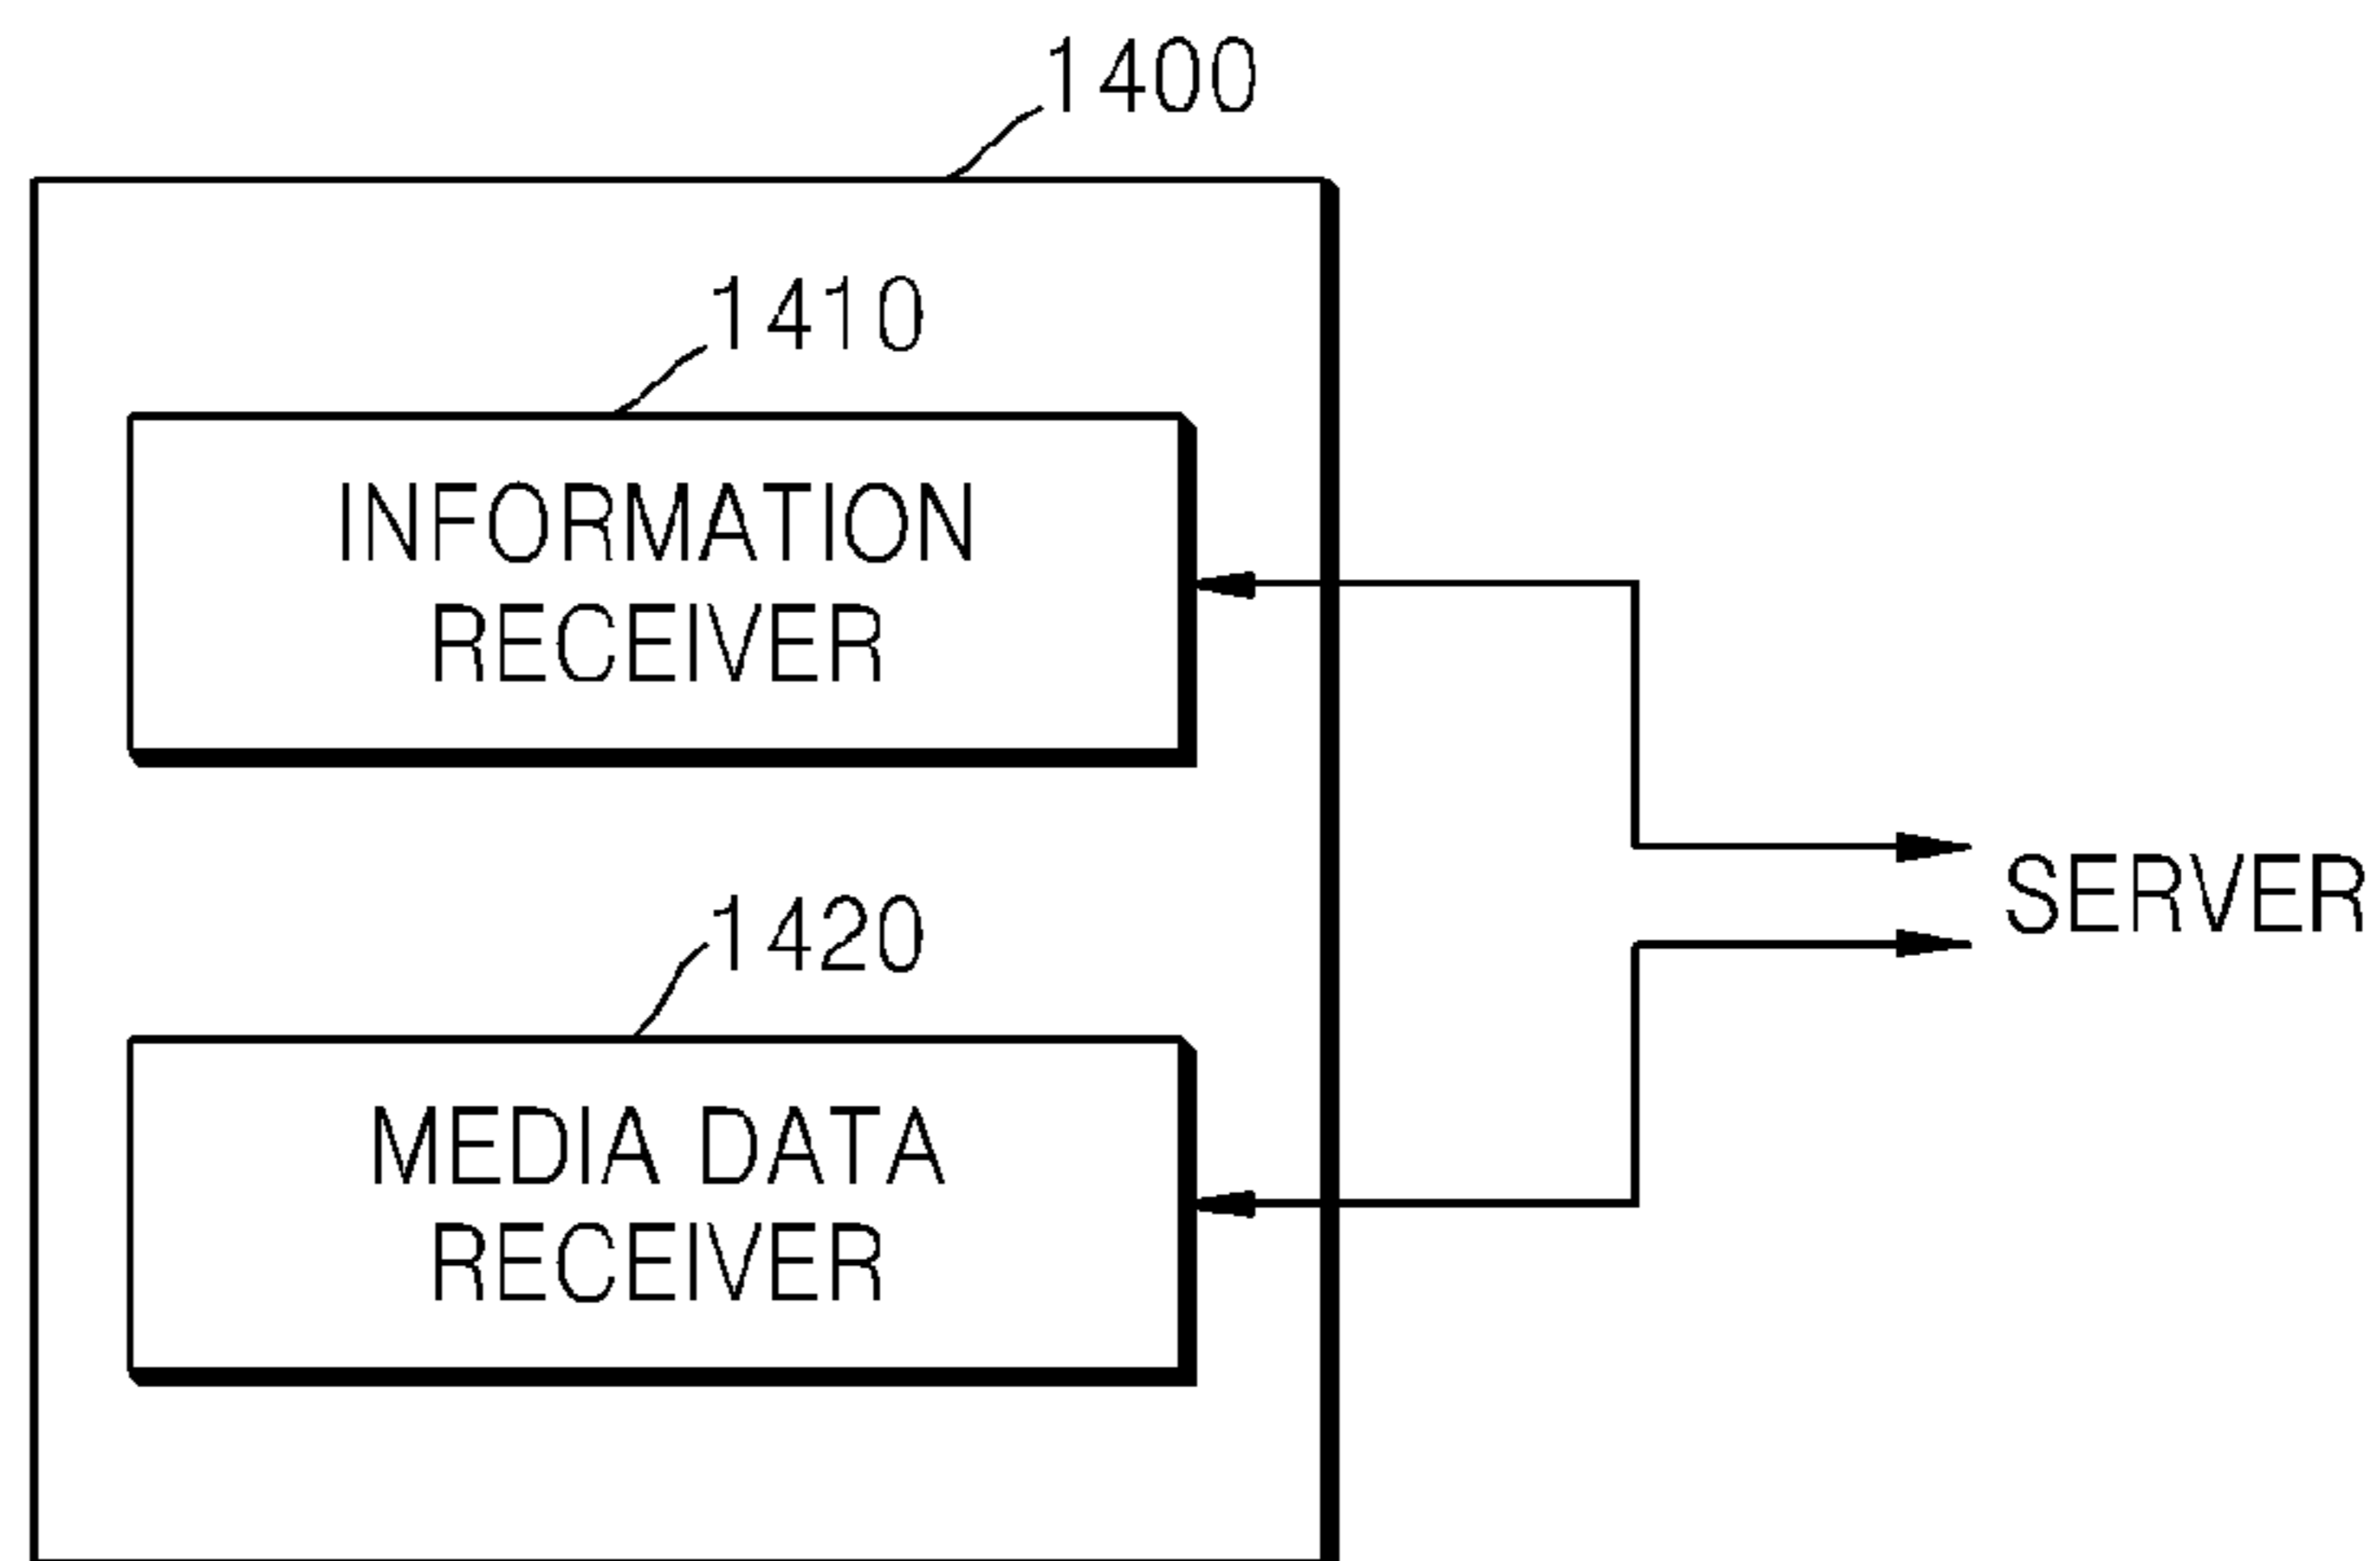 1400
1410
INFORMATION
RECEIVER
SERVER
1420
MEDIA DATA
RECEIVER